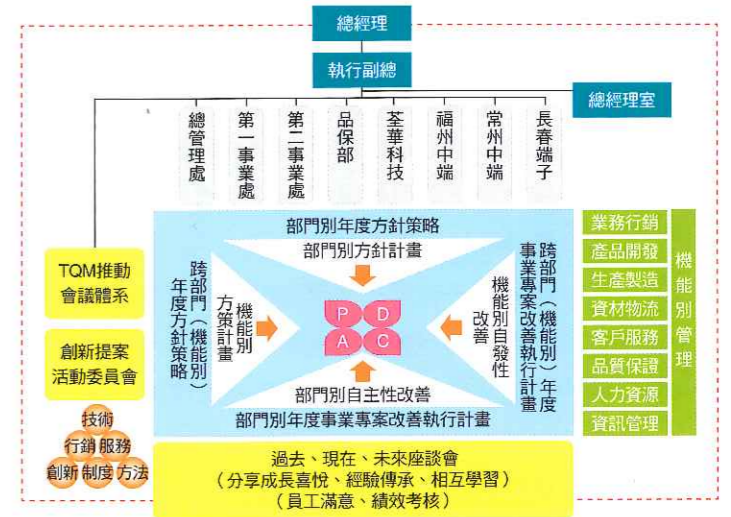 總經理
執行副總
總經理室
總管理處
第一事業處
第二事業處
品保部
荃華科技
福州中端
常州中端
長春端子
TQM推動
會議體系
創新提案
活動委員會
技術
行銷 服務
創新 制度 方法
部門別年度方針策略
部門別方針計畫
跨部門（機能別）
年度方針策略
機能別
方策計畫
P D
A C
機能別自發性
改善
跨部門（機能別）年度
事業專案改善執行計畫
部門別自主性改善
部門別年度事業專案改善執行計畫
業務行銷
產品開發
生產製造
資材物流
客戶服務
品質保證
人力資源
資訊管理
機能別管理
過去、現在、未來座談會
（分享成長喜悅、經驗傳承、相互學習）
（員工滿意、績效考核）